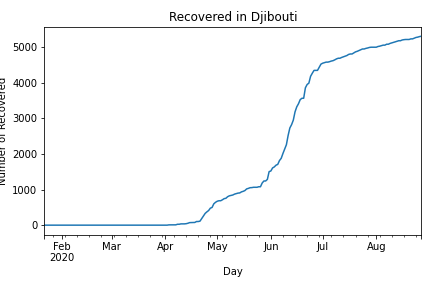 Recovered in Djibouti
Number of Recovered
5000
4000
3000
2000
1000
0
Feb
2020
Mar
Apr
May
Jun
Jul
Aug
Day